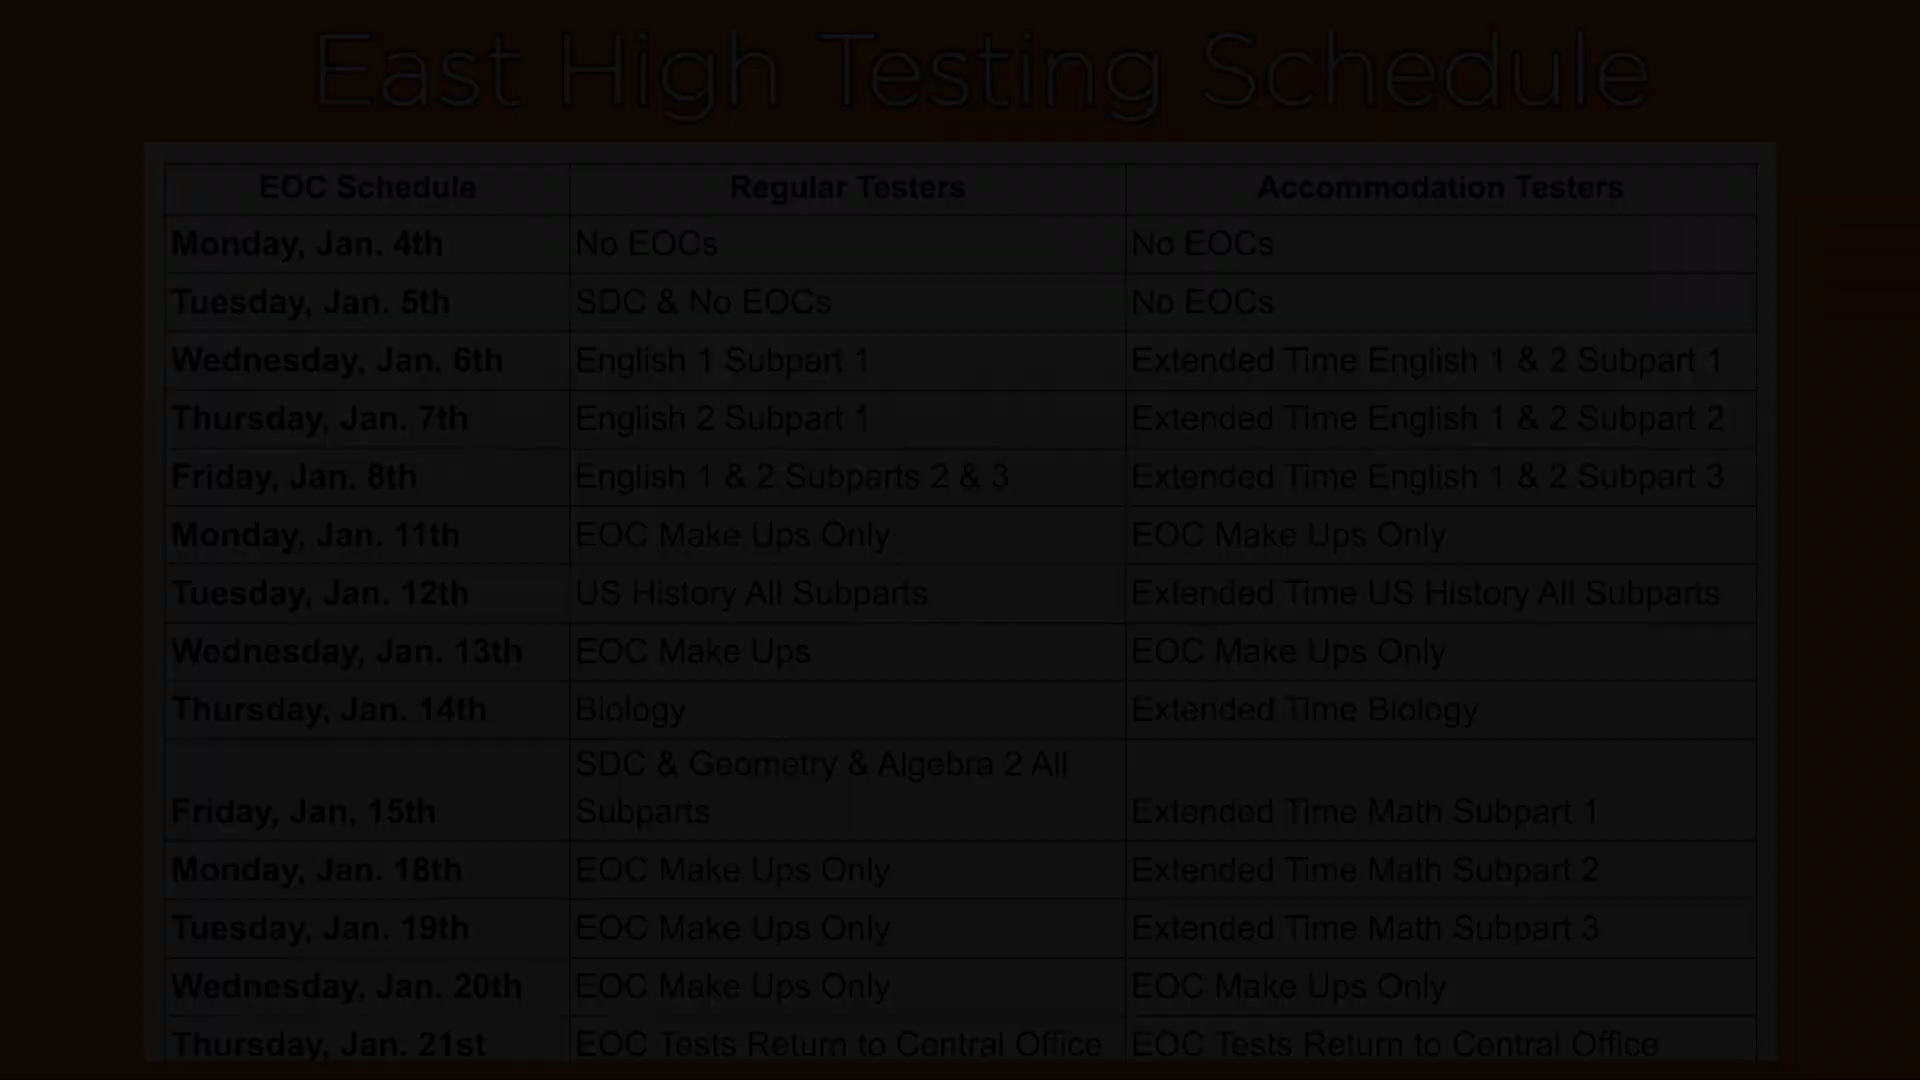 East High Testing Schedule
EOC Schedule Regular Testers Accommodation Testers
Monday, Jan. 4th No EOCs No EOCs
Tuesday, Jan. 5th SDC & No EOCs No EOCs
Wednesday, Jan. 6th English 1 Subpart 1 Extended Time English 1 & 2 Subpart 1
Thursday, Jan. 7th English 2 Subpart 1 Extended Time English 1 & 2 Subpart 2
Friday, Jan. 8th English 1 & 2 Subparts 2 & 3 Extended Time English 1 & 2 Subpart 3
Monday, Jan. 11th EOC Make Ups Only EOC Make Ups Only
Tuesday, Jan. 12th US History All Subparts Extended Time US History All Subparts
Wednesday, Jan. 13th EOC Make Ups EOC Make Ups Only
Thursday, Jan. 14th Biology Extended Time Biology
SDC & Geometry & Algebra 2 All
Friday, Jan. 15th Subparts Extended Time Math Subpart 1
Monday, Jan. 18th EOC Make Ups Only Extended Time Math Subpart 2
Tuesday, Jan. 19th EOC Make Ups Only Extended Time Math Subpart 3
Wednesday, Jan. 20th EOC Make Ups Only EOC Make Ups Only
Thursday, Jan. 21st EOC Tests Return to Central Office EOC Tests Return to Central Office